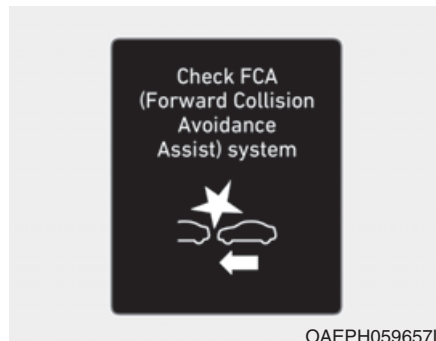 Check FCA
(Forward Collision
Avoidance
Assist) system
OAEPH059657L